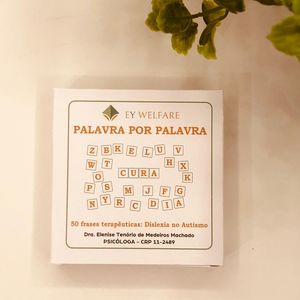 EY WELFARE
PALAVRA POR PALAVRA
Z B K E L U V
W T CURA H X K
P O S M J F G
N Y R C D I A
50 frases terapêuticas: Dislexia no Autismo
Dra. Elenise Tenório de Medeiros Machado
PSICÓLOGA - CRP 11-2489